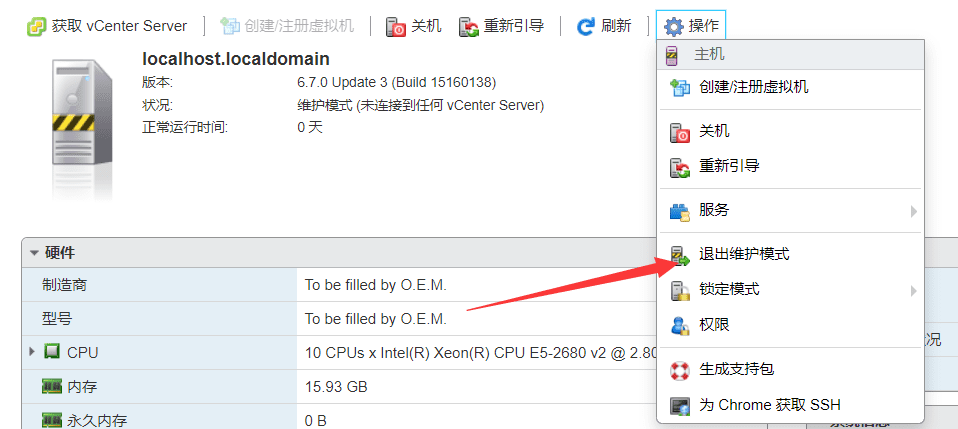 获取 vCenter Server
创建/注册虚拟机
关机
重新引导
刷新
操作
localhost.localdomain
版本: 6.7.0 Update 3 (Build 15160138)
状况: 维护模式 (未连接到任何 vCenter Server)
正常运行时间: 0 天
主机
创建/注册虚拟机
关机
重新引导
服务
退出维护模式
锁定模式
权限
生成支持包
为 Chrome 获取 SSH
硬件
制造商 To be filled by O.E.M.
型号 To be filled by O.E.M.
CPU 10 CPUs x Intel(R) Xeon(R) CPU E5-2680 v2 @ 2.80
内存 15.93 GB
永久内存 0 B